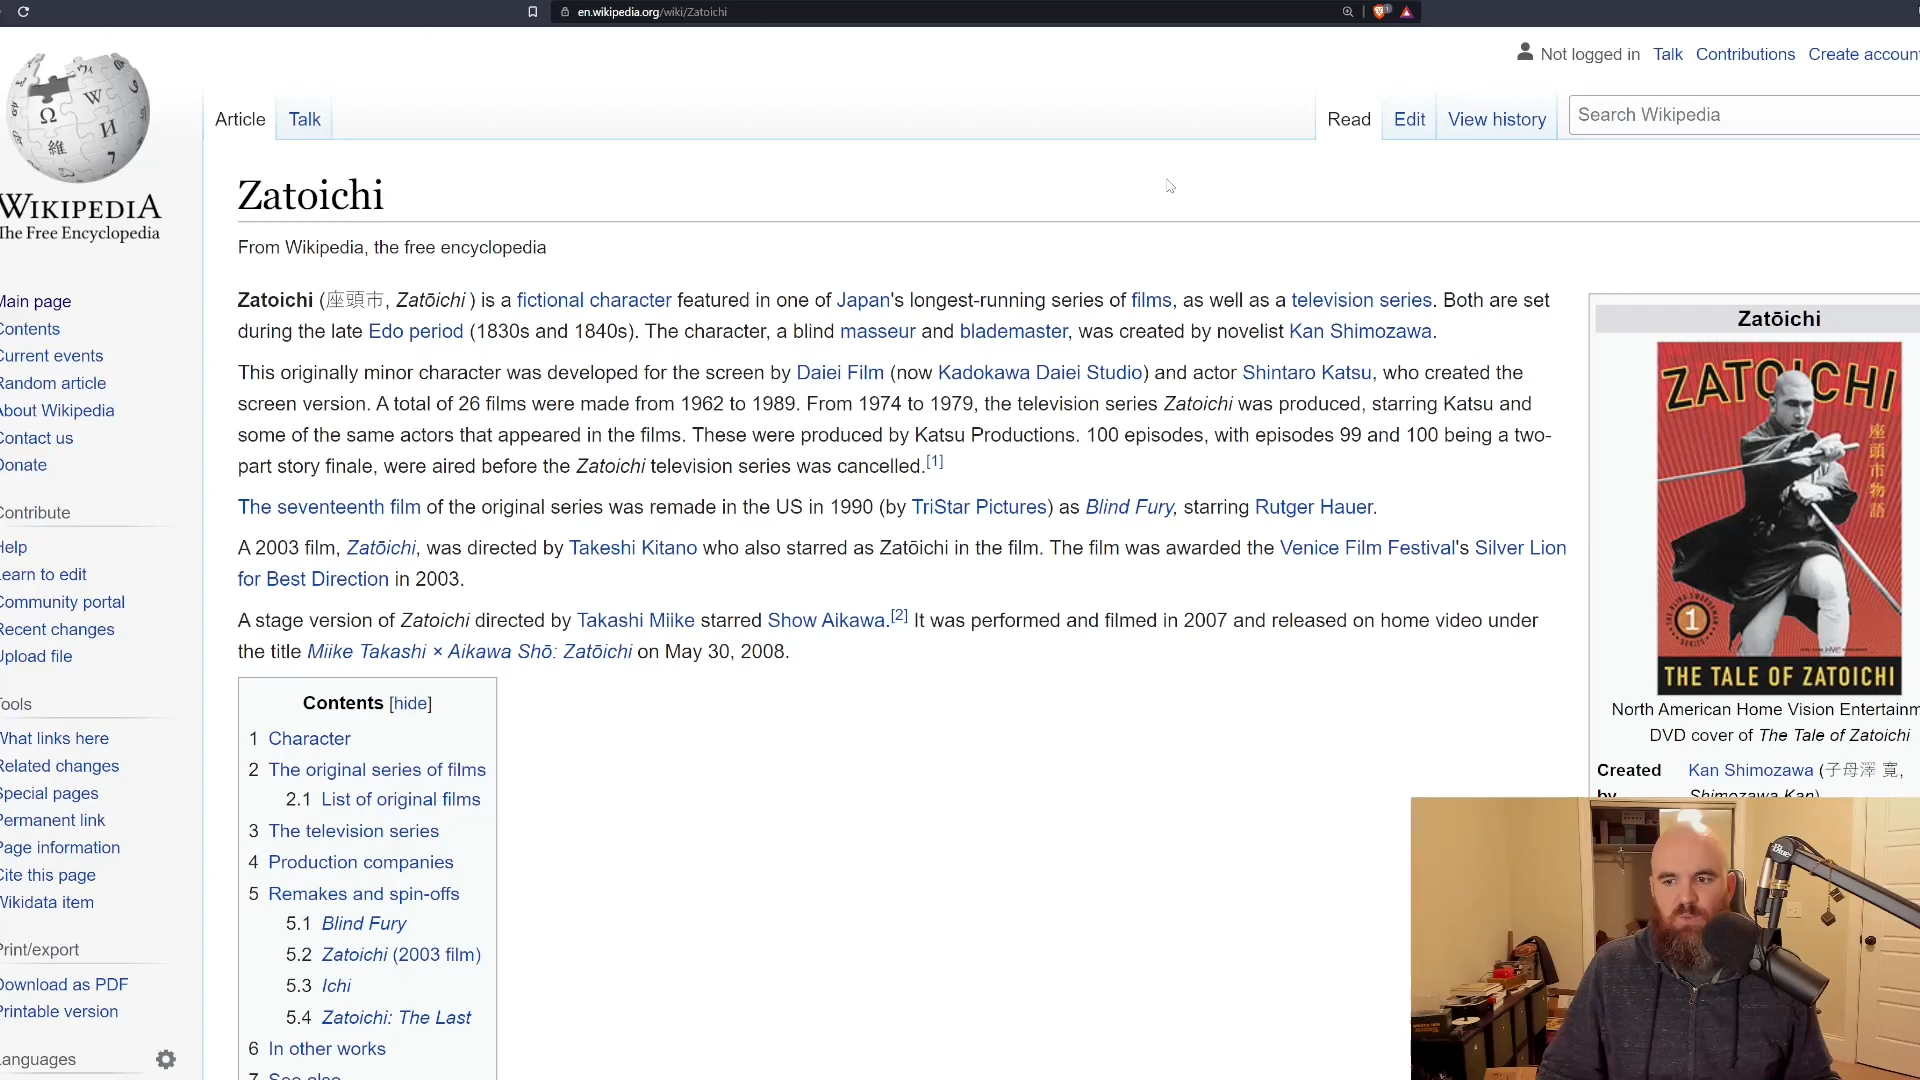 en.wikipedia.org/wiki/Zatoichi
Not logged in Talk Contributions Create account
WIKIPEDIA
The Free Encyclopedia
Article Talk
Read Edit View history Search Wikipedia
Main page
Contents
Current events
Random article
About Wikipedia
Contact us
Donate
Contribute
Help
Learn to edit
Community portal
Recent changes
Upload file
Tools
What links here
Related changes
Special pages
Permanent link
Page information
Cite this page
Wikidata item
Print/export
Download as PDF
Printable version
Languages
Zatoichi
From Wikipedia, the free encyclopedia
Zatoichi (座頭市, Zatōichi ) is a fictional character featured in one of Japan's longest-running series of films, as well as a television series. Both are set
during the late Edo period (1830s and 1840s). The character, a blind masseur and blademaster, was created by novelist Kan Shimozawa.
This originally minor character was developed for the screen by Daiei Film (now Kadokawa Daiei Studio) and actor Shintaro Katsu, who created the
screen version. A total of 26 films were made from 1962 to 1989. From 1974 to 1979, the television series Zatoichi was produced, starring Katsu and
some of the same actors that appeared in the films. These were produced by Katsu Productions. 100 episodes, with episodes 99 and 100 being a two-
part story finale, were aired before the Zatoichi television series was cancelled.[1]
The seventeenth film of the original series was remade in the US in 1990 (by TriStar Pictures) as Blind Fury, starring Rutger Hauer.
A 2003 film, Zatōichi, was directed by Takeshi Kitano who also starred as Zatōichi in the film. The film was awarded the Venice Film Festival's Silver Lion
for Best Direction in 2003.
A stage version of Zatoichi directed by Takashi Miike starred Show Aikawa.[2] It was performed and filmed in 2007 and released on home video under
the title Miike Takashi × Aikawa Shō: Zatōichi on May 30, 2008.
Contents [hide]
1 Character
2 The original series of films
2.1 List of original films
3 The television series
4 Production companies
5 Remakes and spin-offs
5.1 Blind Fury
5.2 Zatoichi (2003 film)
5.3 Ichi
5.4 Zatoichi: The Last
6 In other works
7 See also
Zatōichi
ZATOICHI
座頭市物語
1
THE TALE OF ZATOICHI
North American Home Vision Entertainm
DVD cover of The Tale of Zatoichi
Created Kan Shimozawa (子母澤 寛,
by Shimozawa Kan)
Blue